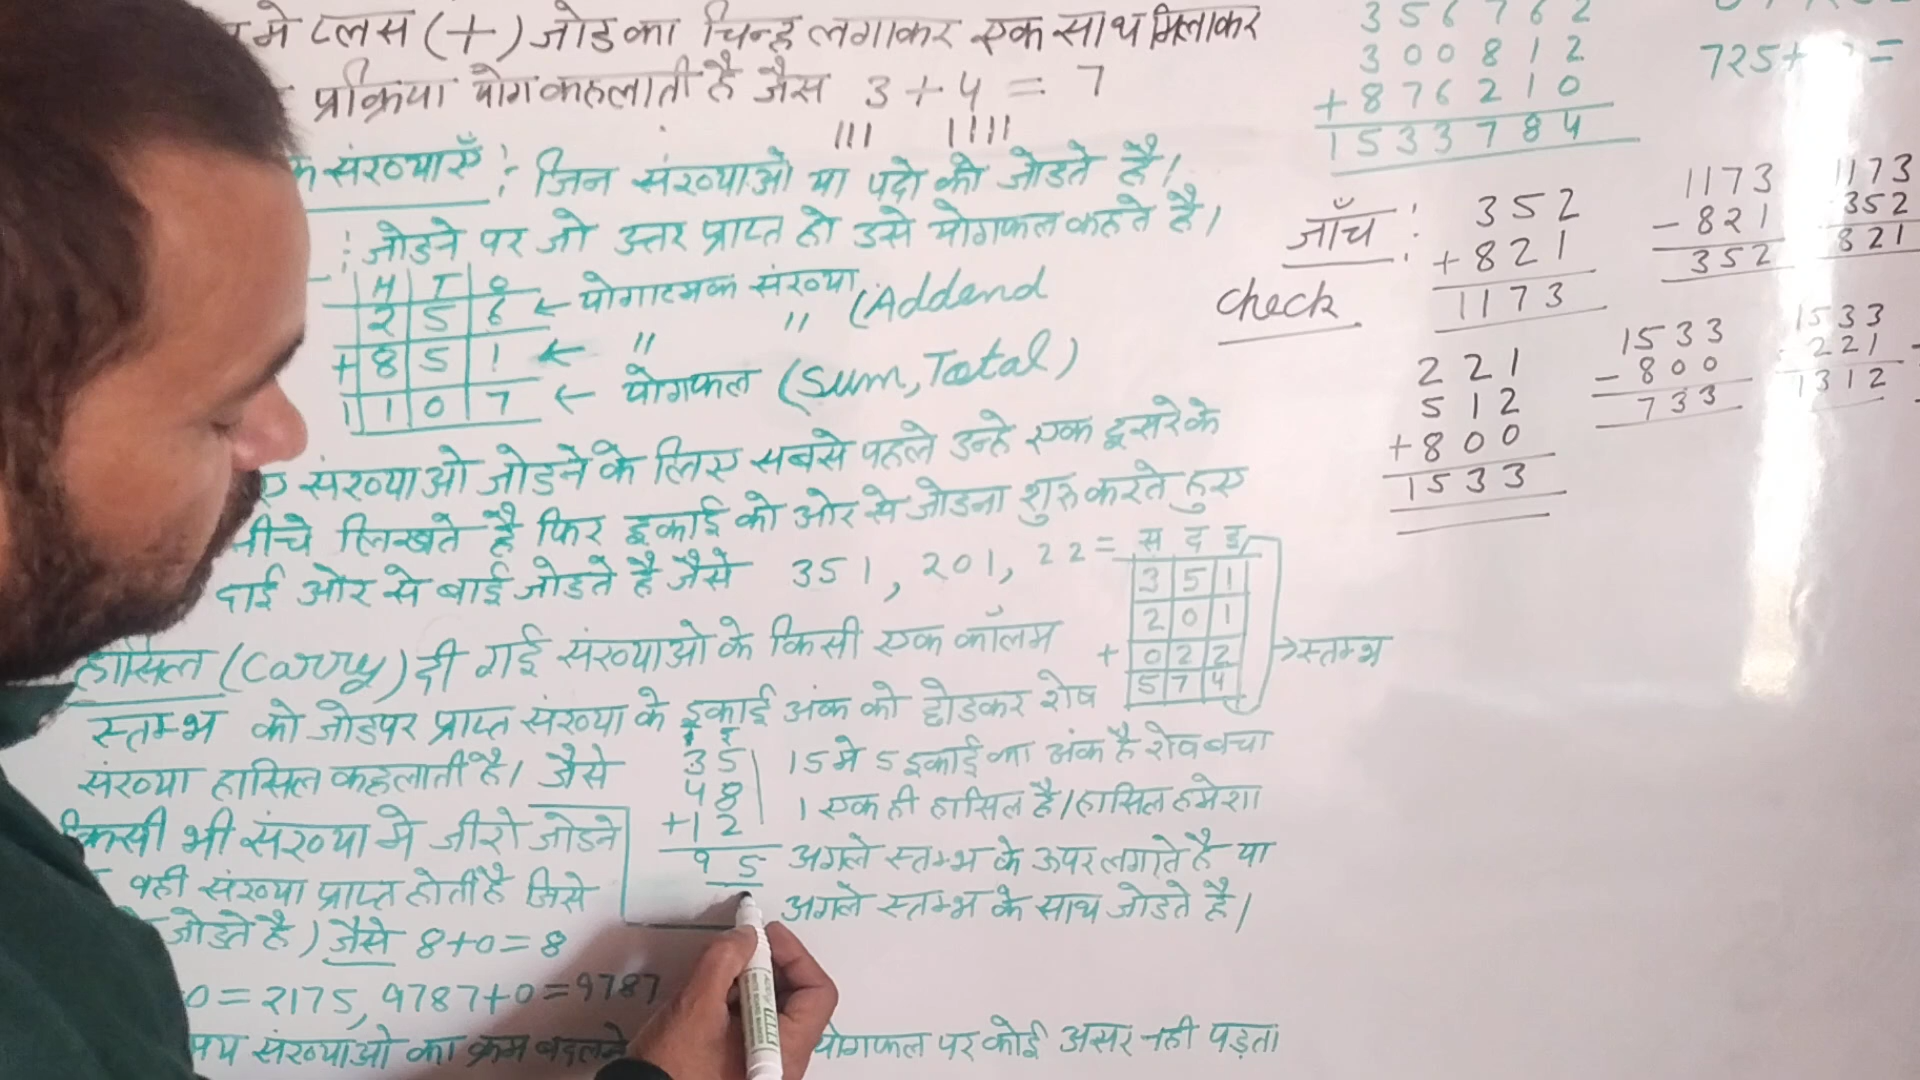 मे प्लस (+) जोड का चिन्ह लगाकर एक साथ मिलाकर
प्रक्रिया योग कहलाती है जैस 3 + 4 = 7
||| ||||
संख्याएँ : जिन संख्याओ या पदो को जोडते है।
: जोडने पर जो उत्तर प्राप्त हो उसे योगफल कहते है।
H T O
2 5 6 ← योगात्मक संख्या (Addend
+ 8 5 1 ← " "
1 1 0 7 ← योगफल (Sum, Tatal)
संख्याओ जोडने के लिए सबसे पहले उन्हे एक दूसरे के
नीचे लिखते है फिर इकाई की ओर से जोडना शुरु करते हुए
दाई ओर से बाई जोडते है जैसे 351, 201, 22 =
स द इ
3 5 1
2 0 1
+ 0 2 2
5 7 4
→ स्तम्भ
हासिल (Carry) दी गई संख्याओ के किसी एक कॉलम
स्तम्भ को जोडपर प्राप्त संख्या के इकाई अंक को छोडकर शेष
संख्या हासिल कहलाती है। जैसे
35
48
+12
95
15 मे 5 इकाई का अंक है शेष बचा
1 एक ही हासिल है। हासिल हमेशा
अगले स्तम्भ के ऊपर लगाते है या
अगले स्तम्भ के साथ जोडते है।
किसी भी संख्या मे जीरो जोडने
वही संख्या प्राप्त होती है जिसे
जोडते है) जैसे 8+0=8
0 = 2175, 9787+0=9787
संख्याओ का क्रम बदलने योगफल पर कोई असर नही पड़ता
356762
300812
+876210
1533784
725+
=
जाँच :
Check
352
+821
1173
1173
-821
352
1173
352
821
221
512
+800
1533
1533
-800
733
1533
221
1312